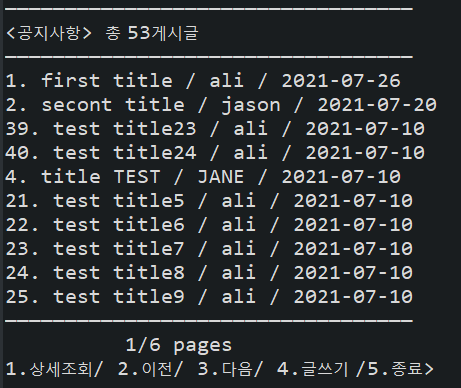 <공지사항> 총 53게시글
1. first title / ali / 2021-07-26
2. secont title / jason / 2021-07-20
39. test title23 / ali / 2021-07-10
40. test title24 / ali / 2021-07-10
4. title TEST / JANE / 2021-07-10
21. test title5 / ali / 2021-07-10
22. test title6 / ali / 2021-07-10
23. test title7 / ali / 2021-07-10
24. test title8 / ali / 2021-07-10
25. test title9 / ali / 2021-07-10
1/6 pages
1.상세조회/ 2.이전/ 3.다음/ 4.글쓰기 /5.종료>